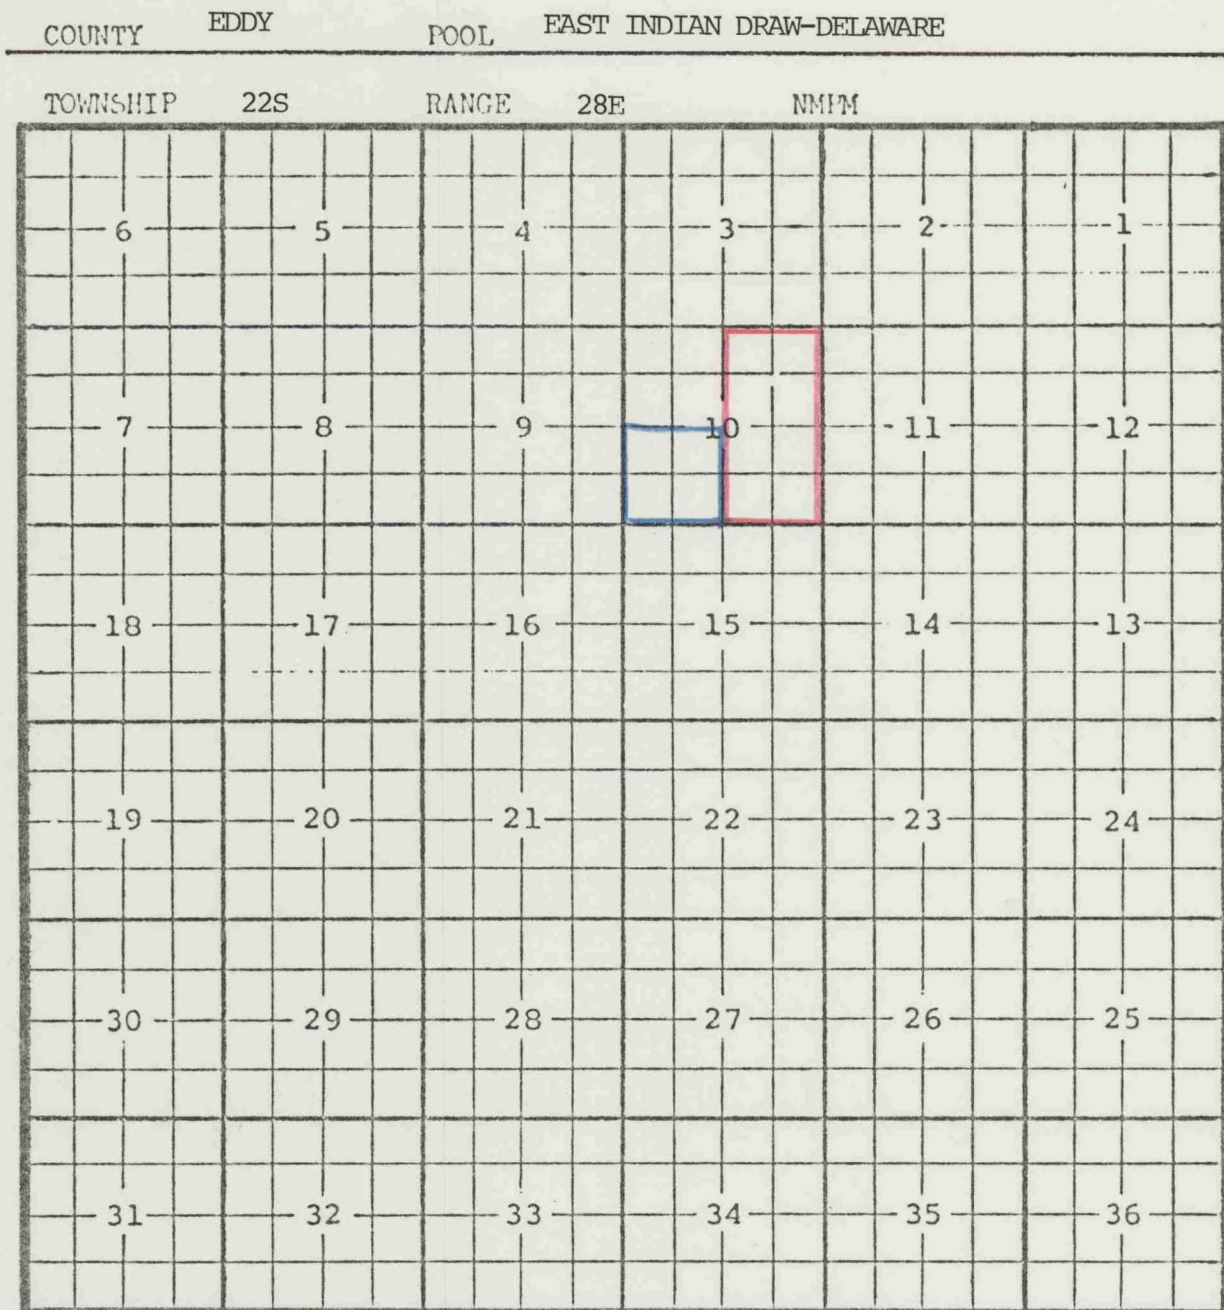 COUNTY EDDY POOL EAST INDIAN DRAW-DELAWARE
TOWNSHIP 22S RANGE 28E NMPM
6 5 4 3 2 1
7 8 9 10 11 12
18 17 16 15 14 13
19 20 21 22 23 24
30 29 28 27 26 25
31 32 33 34 35 36